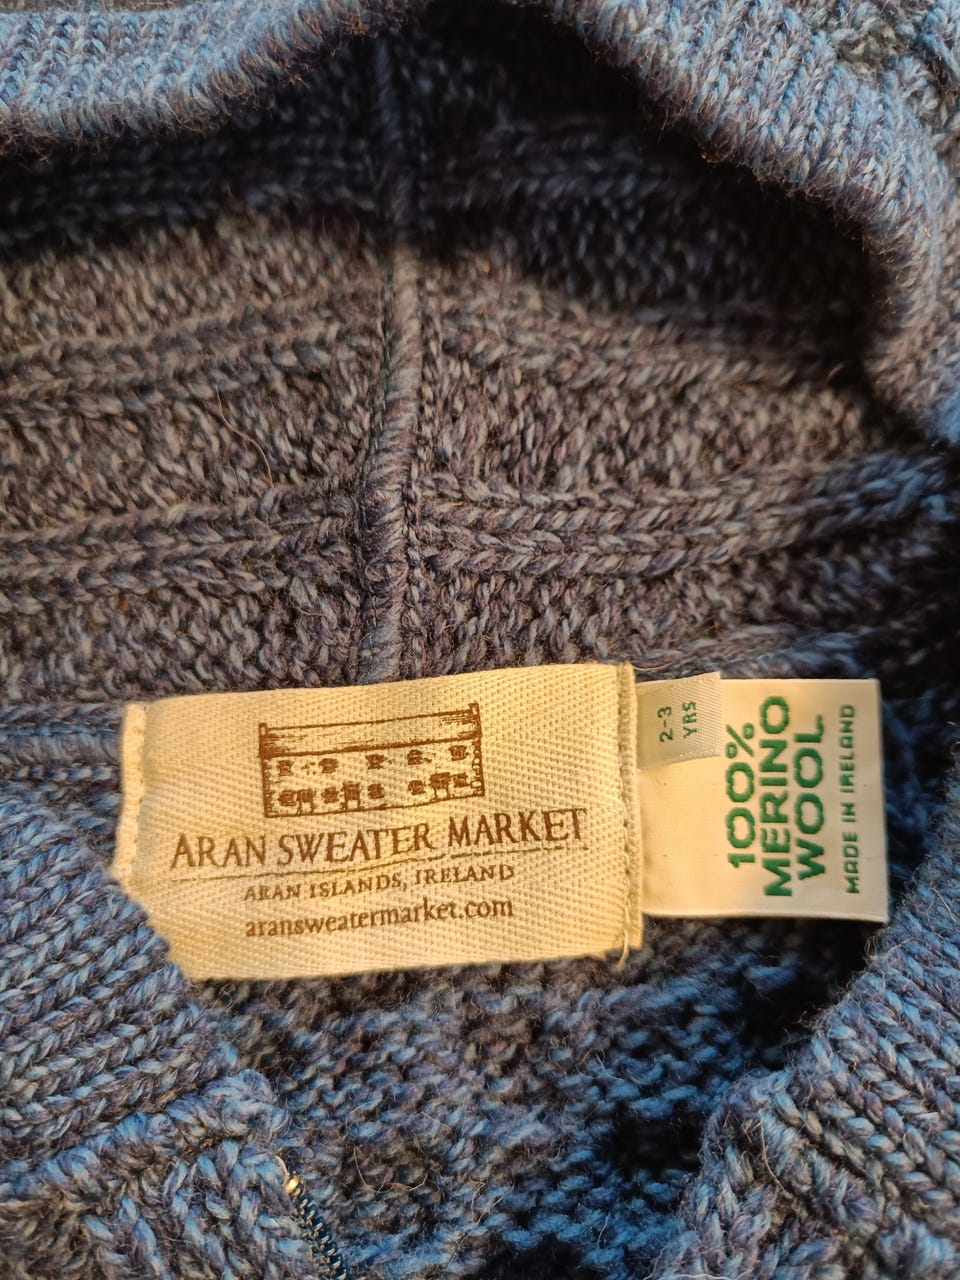 ARAN SWEATER MARKET
ARAN ISLANDS, IRELAND
aransweatermarket.com
2-3
YRS
100%
MERINO
WOOL
MADE IN IRELAND